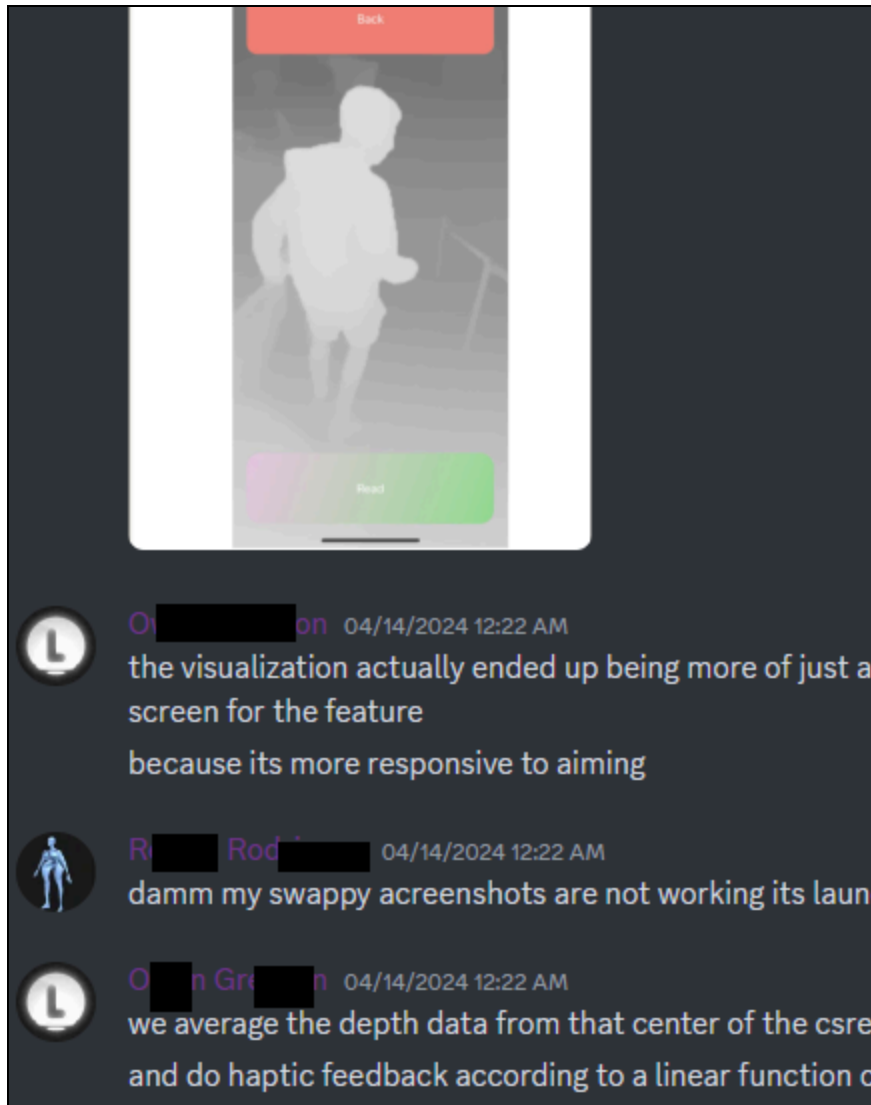 Back
Read
04/14/2024 12:22 AM
the visualization actually ended up being more of just a
screen for the feature
because its more responsive to aiming
04/14/2024 12:22 AM
damm my swappy acreenshots are not working its laun
04/14/2024 12:22 AM
we average the depth data from that center of the csre
and do haptic feedback according to a linear function